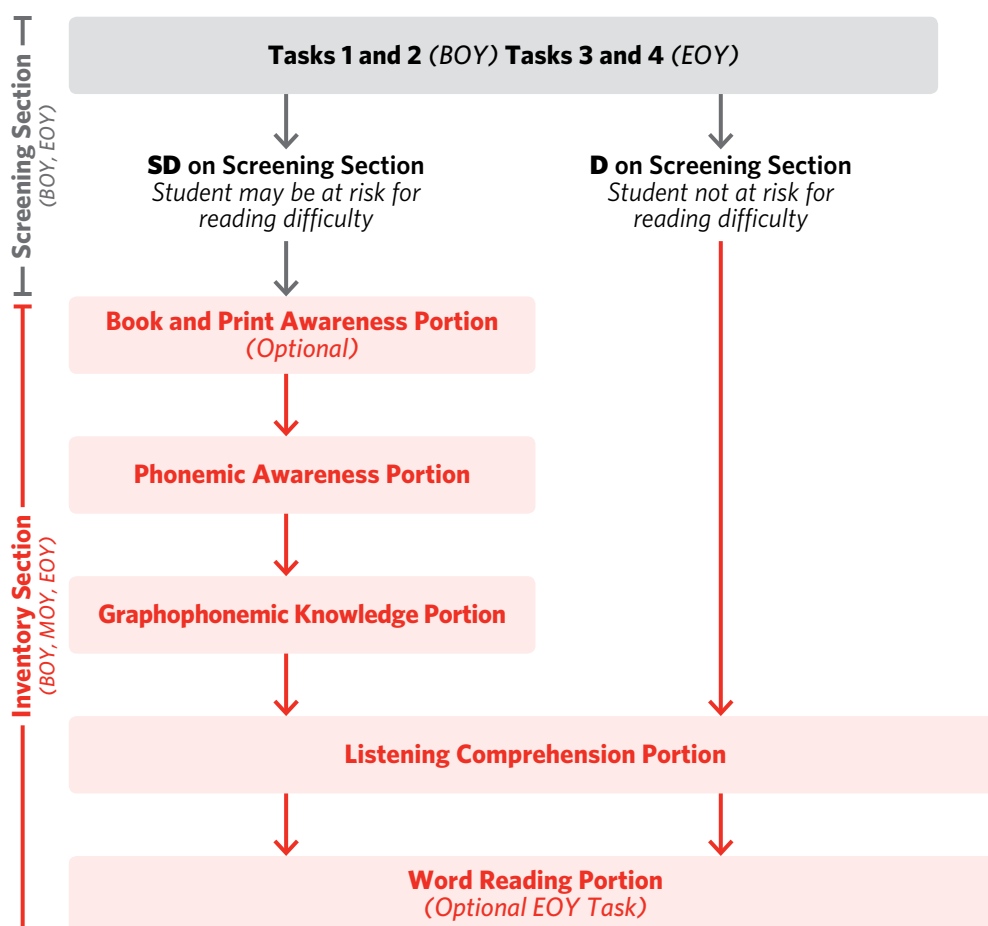 Screening Section
(BOY, EOY)
Tasks 1 and 2 (BOY) Tasks 3 and 4 (EOY)
SD on Screening Section
Student may be at risk for
reading difficulty
D on Screening Section
Student not at risk for
reading difficulty
Inventory Section
(BOY, MOY, EOY)
Book and Print Awareness Portion
(Optional)
Phonemic Awareness Portion
Graphophonemic Knowledge Portion
Listening Comprehension Portion
Word Reading Portion
(Optional EOY Task)